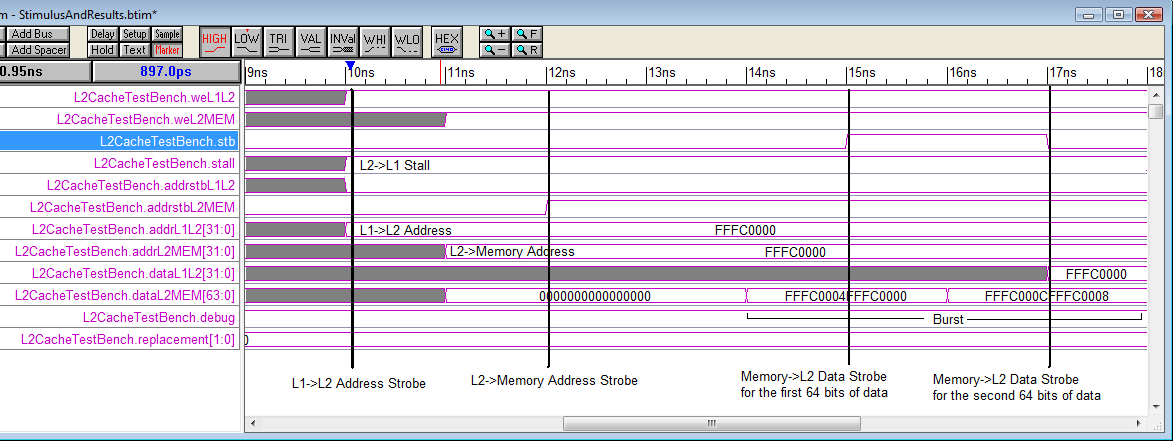 m - StimulusAndResults.btim*
Add Bus Delay Setup Sample HIGH LOW TRI VAL INVal WHI WLO HEX + F
Add Spacer Hold Text Marker - R
0.95ns 897.0ps 9ns 10ns 11ns 12ns 13ns 14ns 15ns 16ns 17ns 18
L2CacheTestBench.weL1L2
L2CacheTestBench.weL2MEM
L2CacheTestBench.stb
L2CacheTestBench.stall L2->L1 Stall
L2CacheTestBench.addrstbL1L2
L2CacheTestBench.addrstbL2MEM
L2CacheTestBench.addrL1L2[31:0] L1->L2 Address FFFC0000
L2CacheTestBench.addrL2MEM[31:0] L2->Memory Address FFFC0000
L2CacheTestBench.dataL1L2[31:0] FFFC0000
L2CacheTestBench.dataL2MEM[63:0] 0000000000000000 FFFC0004FFFC0000 FFFC000CFFFC0008
L2CacheTestBench.debug Burst
L2CacheTestBench.replacement[1:0] 0
L1->L2 Address Strobe
L2->Memory Address Strobe
Memory->L2 Data Strobe
for the first 64 bits of data
Memory->L2 Data Strobe
for the second 64 bits of data